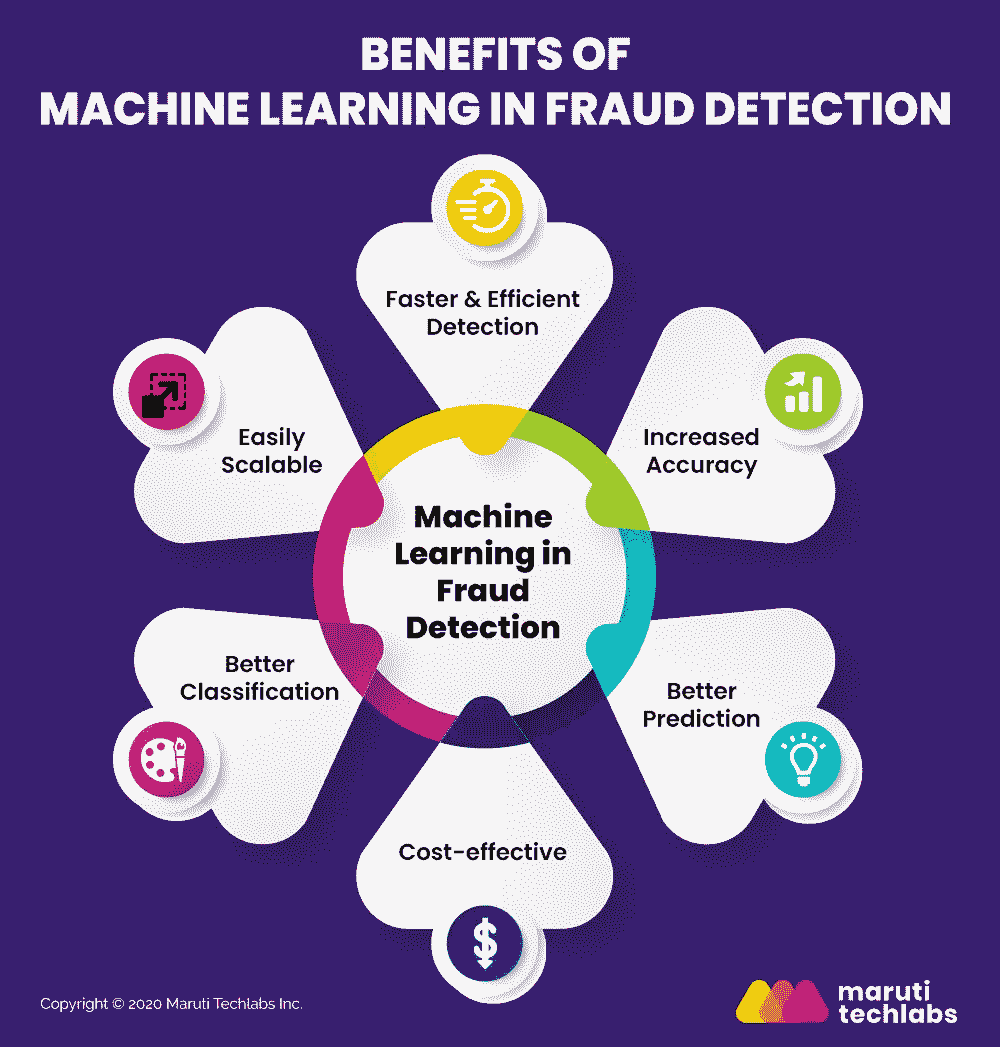 BENEFITS OF
MACHINE LEARNING IN FRAUD DETECTION
Faster & Efficient
Detection
Increased
Accuracy
Better
Prediction
Cost-effective
Better
Classification
Easily
Scalable
Machine
Learning in
Fraud
Detection
$
Copyright © 2020 Maruti Techlabs Inc.
maruti
techlabs